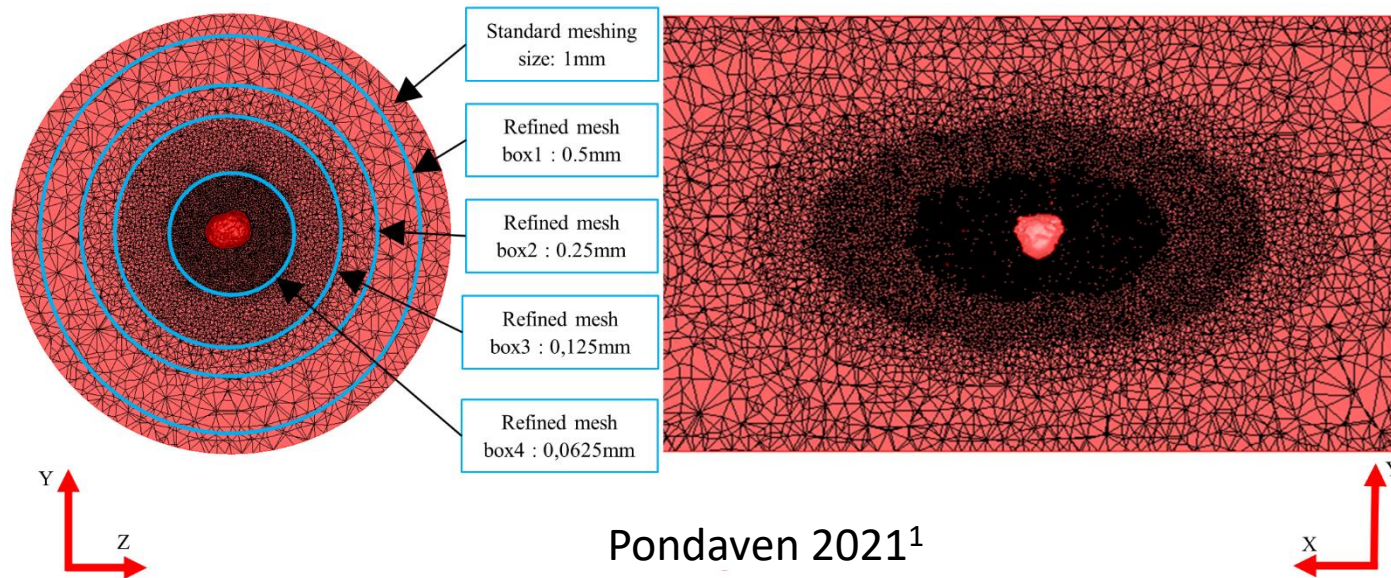 Standard meshing
size: 1mm
Refined mesh
box1 : 0.5mm
Refined mesh
box2 : 0.25mm
Refined mesh
box3 : 0,125mm
Refined mesh
box4 : 0,0625mm
Y
Z
Y
X
Pondaven 2021¹